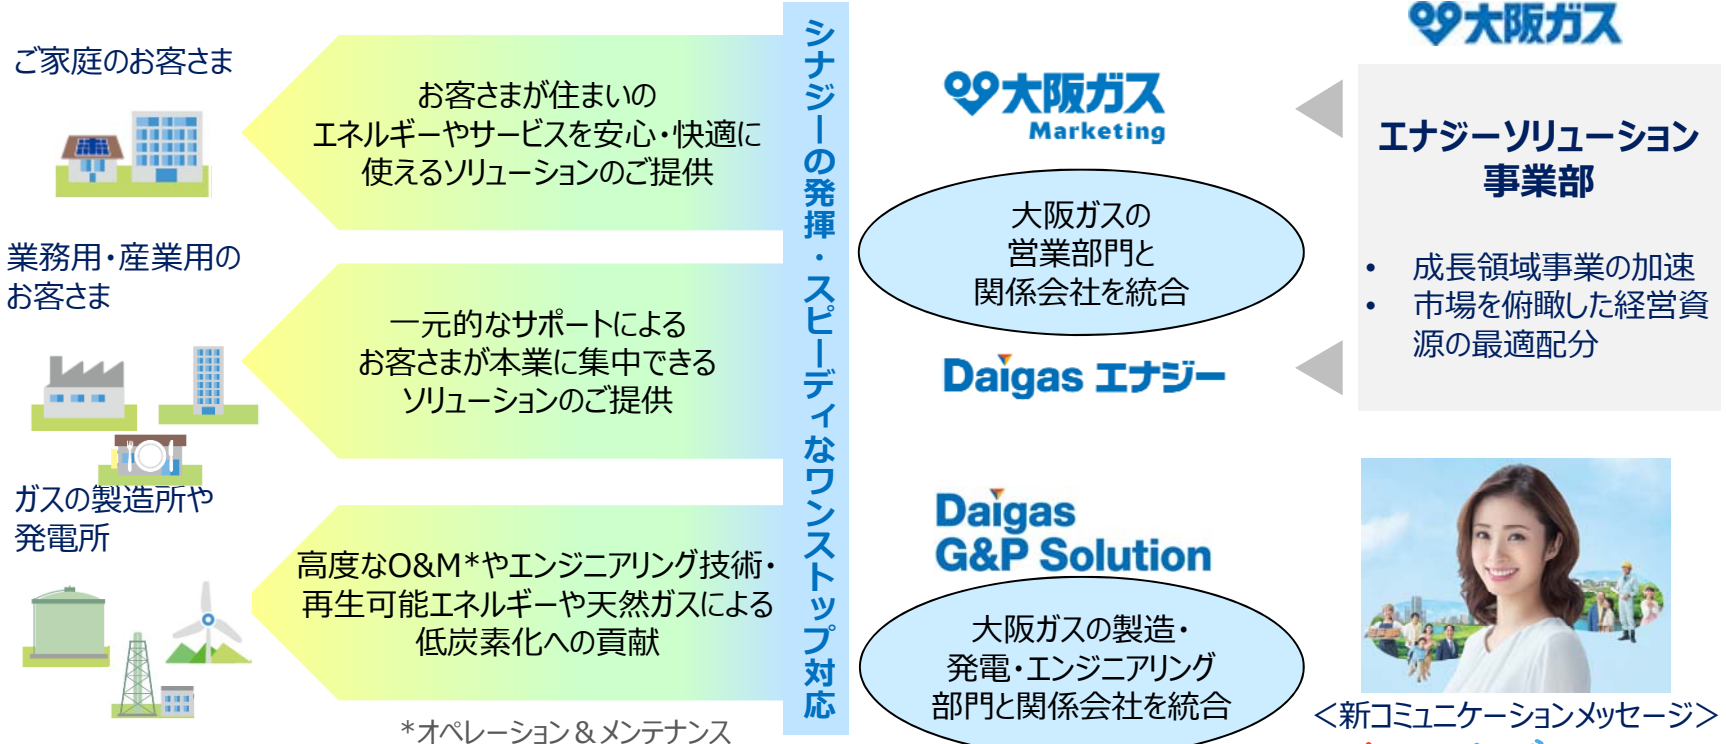 ご家庭のお客さま
お客さまが住まいの
エネルギーやサービスを安心・快適に
使えるソリューションのご提供
業務用・産業用の
お客さま
一元的なサポートによる
お客さまが本業に集中できる
ソリューションのご提供
ガスの製造所や
発電所
高度なO&M*やエンジニアリング技術・
再生可能エネルギーや天然ガスによる
低炭素化への貢献
*オペレーション＆メンテナンス
シナジーの発揮・スピーディなワンストップ対応
大阪ガス
Marketing
大阪ガスの
営業部門と
関係会社を統合
Daigas エナジー
Daigas
G&P Solution
大阪ガスの製造・
発電・エンジニアリング
部門と関係会社を統合
大阪ガス
エナジーソリューション
事業部
• 成長領域事業の加速
• 市場を俯瞰した経営資
源の最適配分
＜新コミュニケーションメッセージ＞